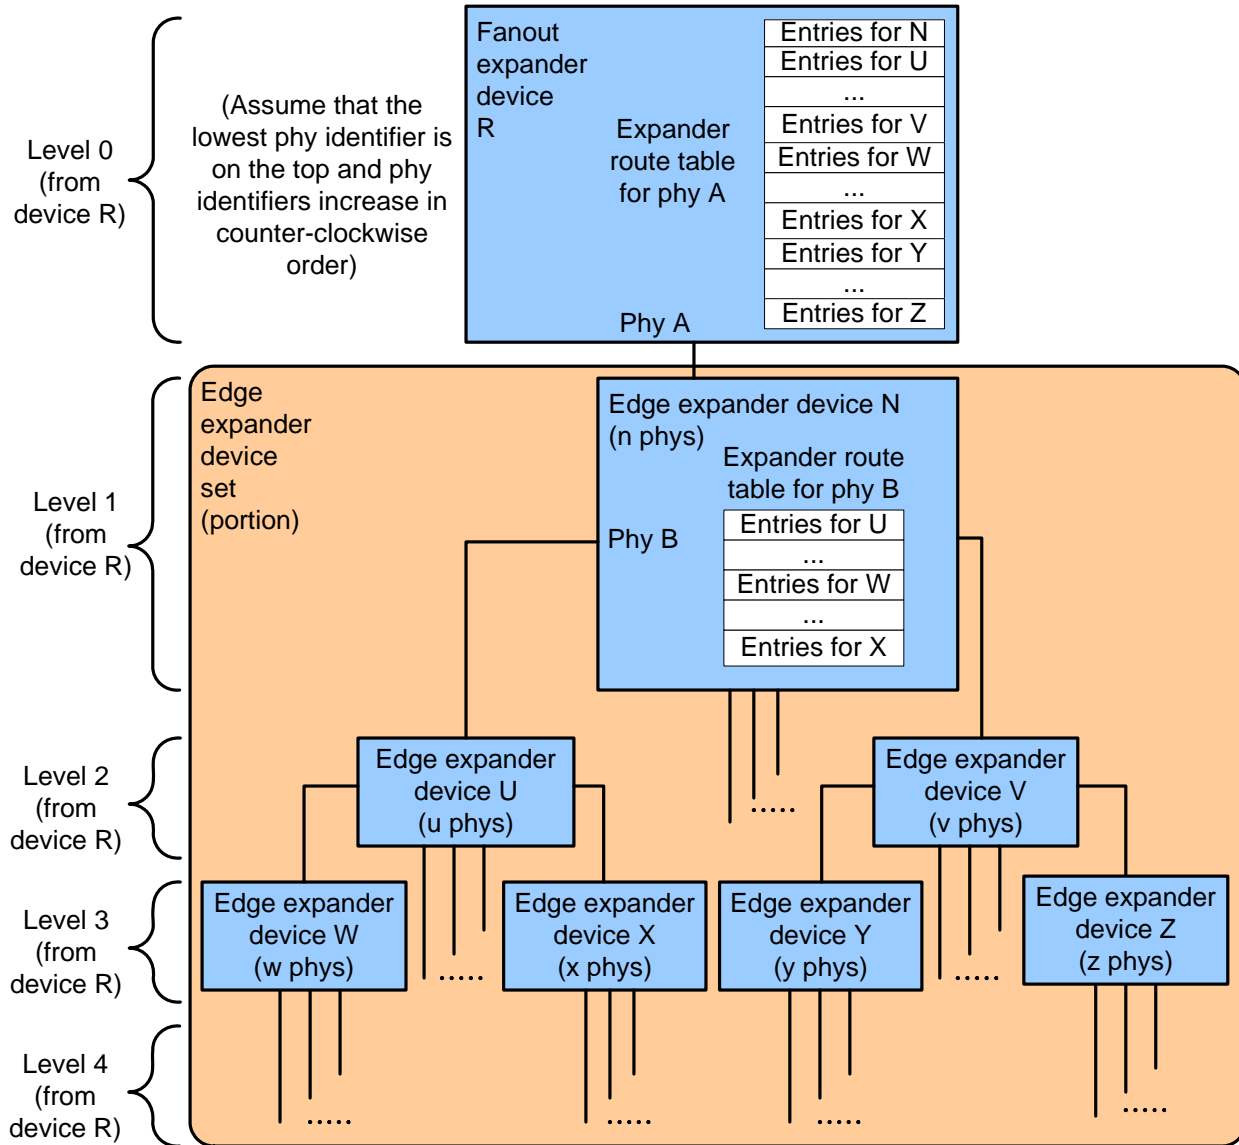 Fanout
expander
device
R
Entries for N
Entries for U
...
Entries for V
Entries for W
...
Entries for X
Entries for Y
...
Entries for Z
Expander
route table
for phy A
Phy A
Level 0
(from
device R)
(Assume that the
lowest phy identifier is
on the top and phy
identifiers increase in
counter-clockwise
order)
Level 1
(from
device R)
Edge
expander
device
set
(portion)
Edge expander device N
(n phys)
Expander route
table for phy B
Phy B
Entries for U
...
Entries for W
...
Entries for X
Level 2
(from
device R)
Edge expander
device U
(u phys)
.....
Edge expander
device V
(v phys)
Level 3
(from
device R)
Edge expander
device W
(w phys)
.....
Edge expander
device X
(x phys)
Edge expander
device Y
(y phys)
.....
Edge expander
device Z
(z phys)
Level 4
(from
device R)
.....
.....
.....
.....